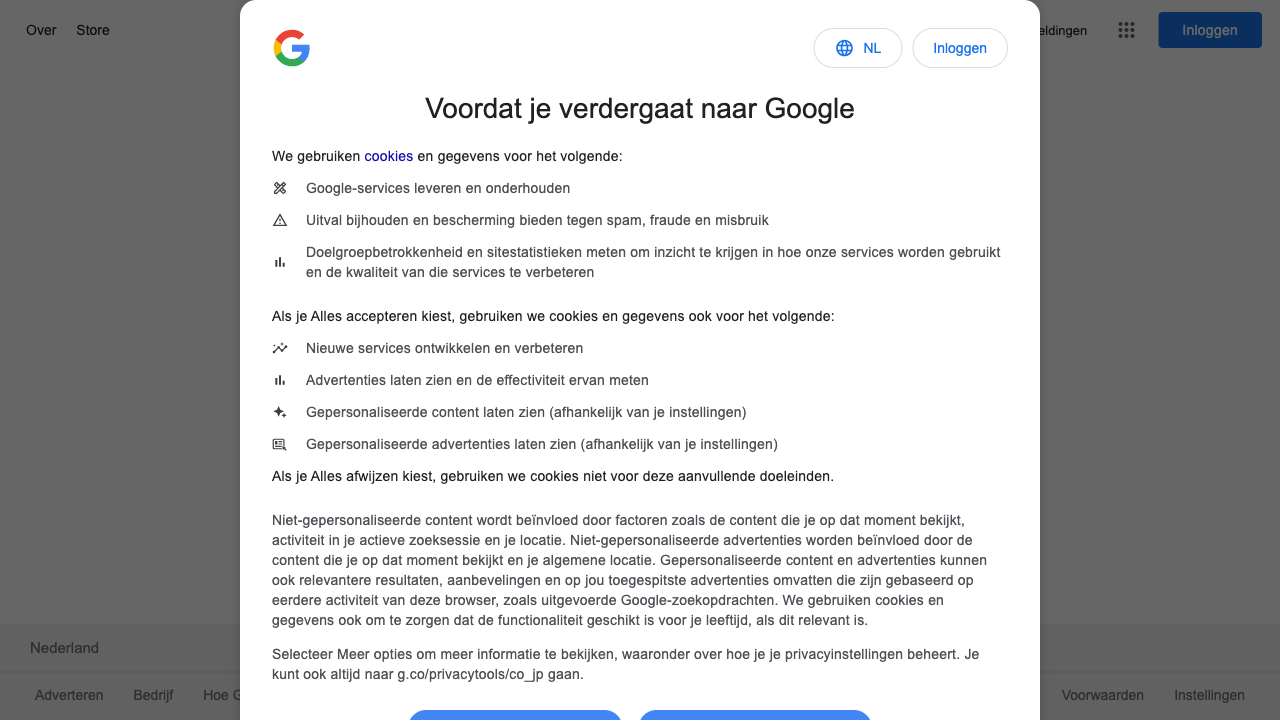 Over Store
eldingen
Inloggen
NL
Inloggen
Voordat je verdergaat naar Google
We gebruiken cookies en gegevens voor het volgende:
Google-services leveren en onderhouden
Uitval bijhouden en bescherming bieden tegen spam, fraude en misbruik
Doelgroepbetrokkenheid en sitestatistieken meten om inzicht te krijgen in hoe onze services worden gebruikt
en de kwaliteit van die services te verbeteren
Als je Alles accepteren kiest, gebruiken we cookies en gegevens ook voor het volgende:
Nieuwe services ontwikkelen en verbeteren
Advertenties laten zien en de effectiviteit ervan meten
Gepersonaliseerde content laten zien (afhankelijk van je instellingen)
Gepersonaliseerde advertenties laten zien (afhankelijk van je instellingen)
Als je Alles afwijzen kiest, gebruiken we cookies niet voor deze aanvullende doeleinden.
Niet-gepersonaliseerde content wordt beïnvloed door factoren zoals de content die je op dat moment bekijkt,
activiteit in je actieve zoeksessie en je locatie. Niet-gepersonaliseerde advertenties worden beïnvloed door de
content die je op dat moment bekijkt en je algemene locatie. Gepersonaliseerde content en advertenties kunnen
ook relevantere resultaten, aanbevelingen en op jou toegespitste advertenties omvatten die zijn gebaseerd op
eerdere activiteit van deze browser, zoals uitgevoerde Google-zoekopdrachten. We gebruiken cookies en
gegevens ook om te zorgen dat de functionaliteit geschikt is voor je leeftijd, als dit relevant is.
Selecteer Meer opties om meer informatie te bekijken, waaronder over hoe je je privacyinstellingen beheert. Je
kunt ook altijd naar g.co/privacytools/co_jp gaan.
Nederland
Adverteren Bedrijf Hoe G
Voorwaarden Instellingen